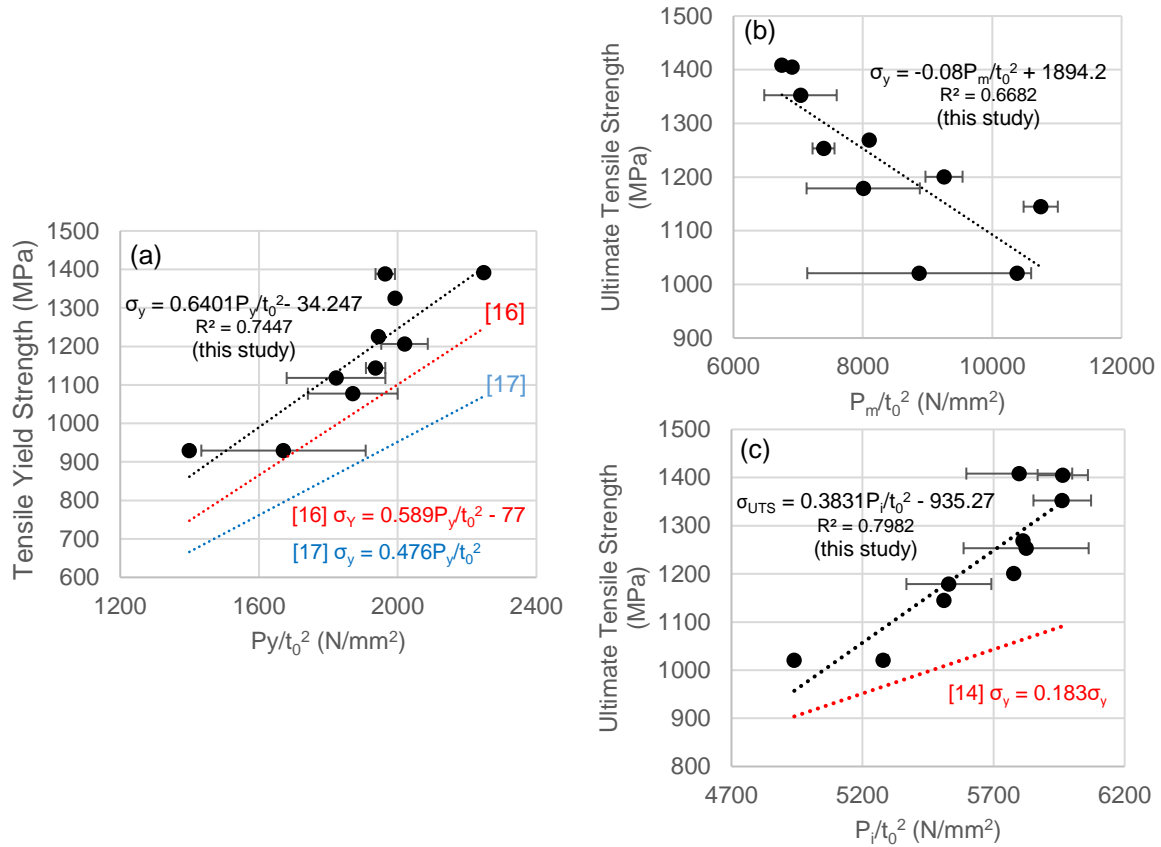 (a)
Tensile Yield Strength (MPa)
1500
1400
1300
1200
1100
1000
900
800
700
600
σy = 0.6401Py/t0² - 34.247
R² = 0.7447
(this study)
[16]
[17]
[16] σY = 0.589Py/t0² - 77
[17] σy = 0.476Py/t0²
1200 1600 2000 2400
Py/t0² (N/mm²)
(b)
Ultimate Tensile Strength
(MPa)
1500
1400
1300
1200
1100
1000
900
σy = -0.08Pm/t0² + 1894.2
R² = 0.6682
(this study)
6000 8000 10000 12000
Pm/t0² (N/mm²)
(c)
Ultimate Tensile Strength
(MPa)
1500
1400
1300
1200
1100
1000
900
800
σUTS = 0.3831Pi/t0² - 935.27
R² = 0.7982
(this study)
[14] σy = 0.183σy
4700 5200 5700 6200
Pi/t0² (N/mm²)